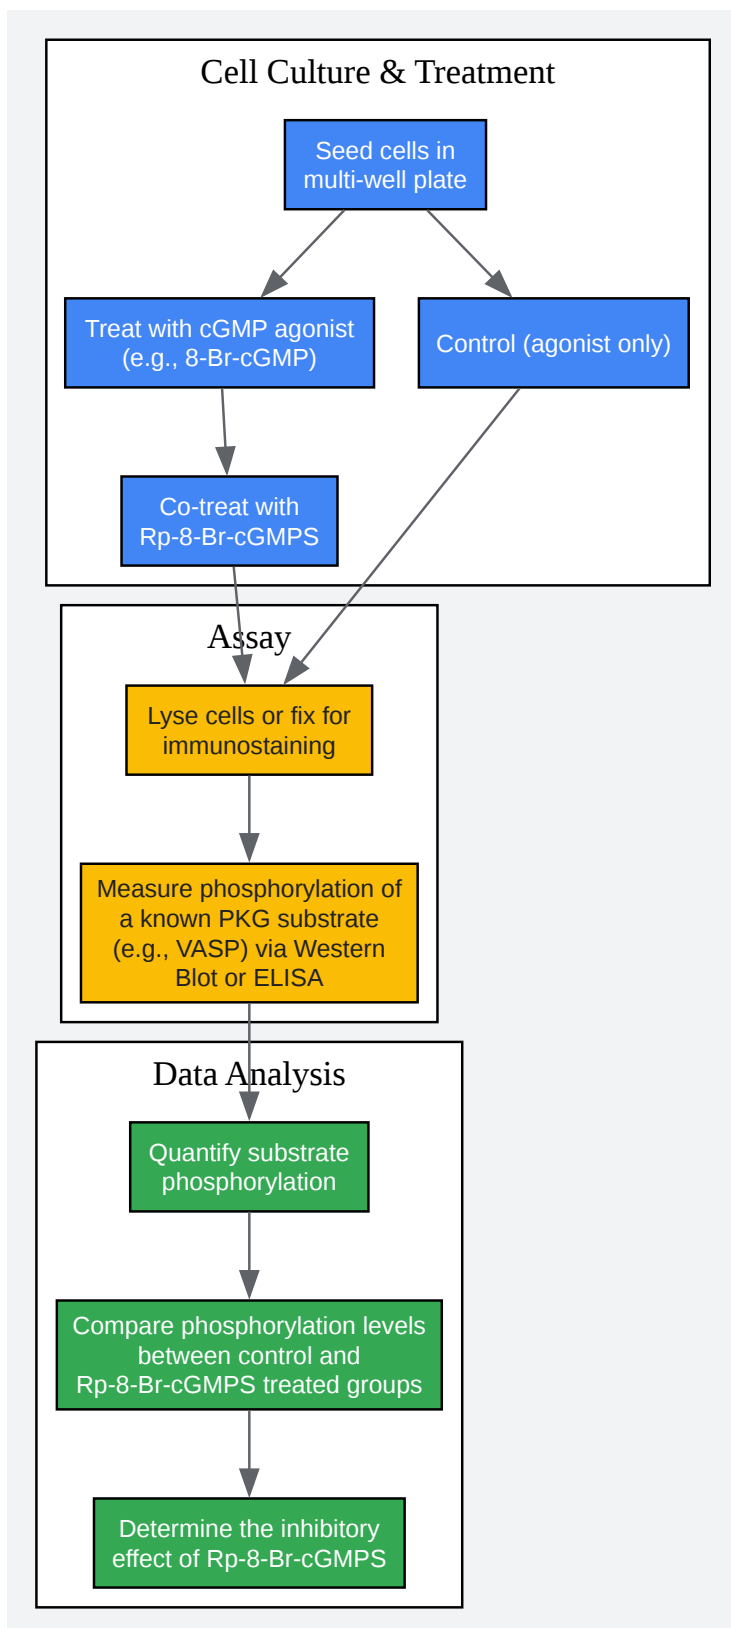 Cell Culture & Treatment
Seed cells in
multi-well plate
Treat with cGMP agonist
(e.g., 8-Br-cGMP)
Control (agonist only)
Co-treat with
Rp-8-Br-cGMPS
Assay
Lyse cells or fix for
immunostaining
Measure phosphorylation of
a known PKG substrate
(e.g., VASP) via Western
Blot or ELISA
Data Analysis
Quantify substrate
phosphorylation
Compare phosphorylation levels
between control and
Rp-8-Br-cGMPS treated groups
Determine the inhibitory
effect of Rp-8-Br-cGMPS